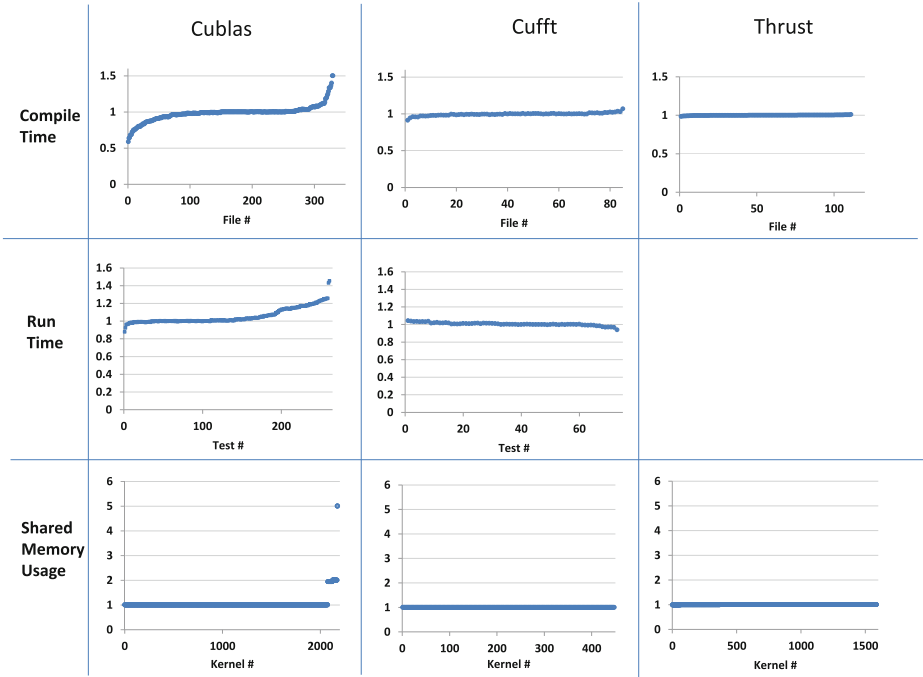 Cublas
Cufft
Thrust
Compile
Time
1.5
1
0.5
0
0 100 200 300
File #
1.5
1
0.5
0
0 20 40 60 80
File #
1.5
1
0.5
0
0 50 100
File #
Run
Time
1.6
1.4
1.2
1
0.8
0.6
0.4
0.2
0
0 100 200
Test #
1.6
1.4
1.2
1
0.8
0.6
0.4
0.2
0
0 20 40 60
Test #
Shared
Memory
Usage
6
5
4
3
2
1
0
0 1000 2000
Kernel #
6
5
4
3
2
1
0
0 100 200 300 400
Kernel #
6
5
4
3
2
1
0
0 500 1000 1500
Kernel #